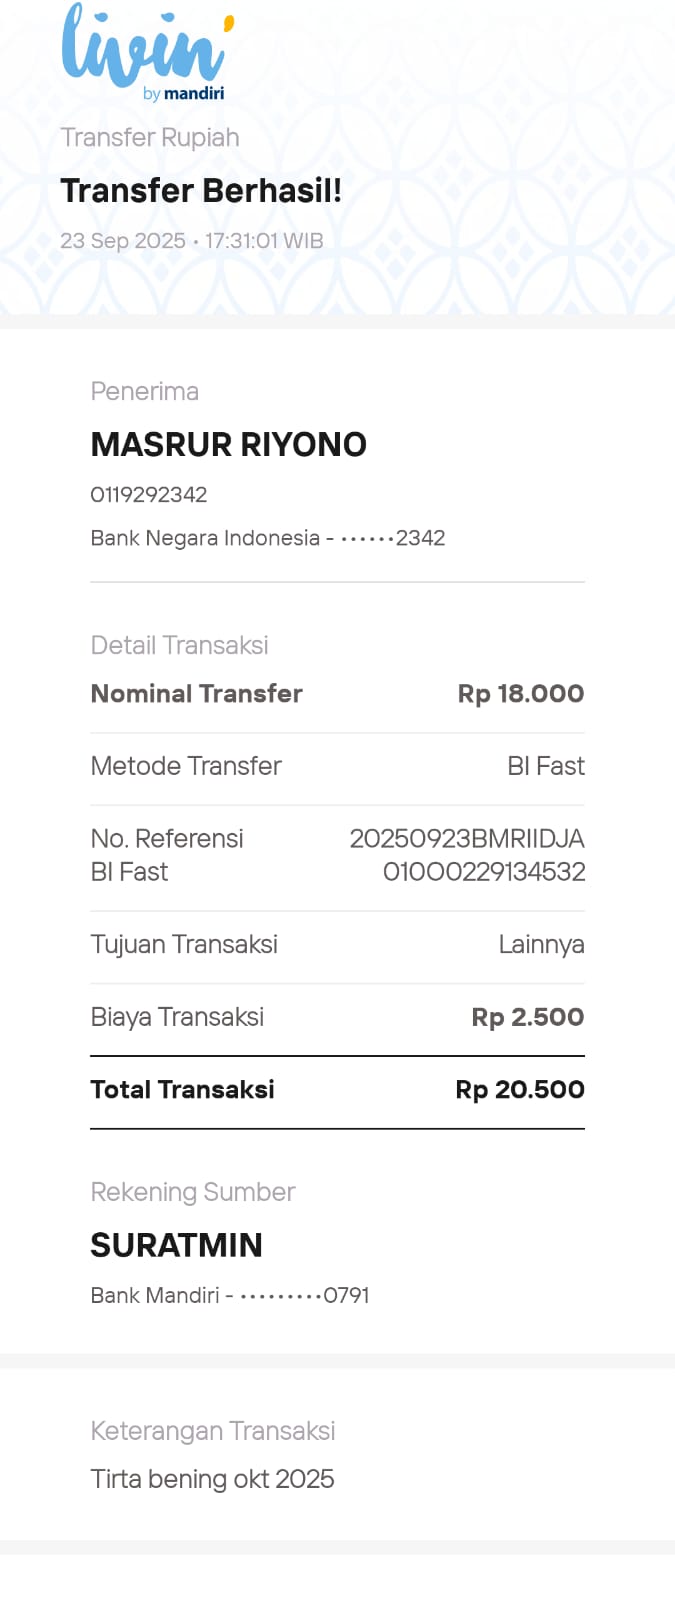 livin'
by mandiri
Transfer Rupiah
Transfer Berhasil!
23 Sep 2025 • 17:31:01 WIB
Penerima
MASRUR RIYONO
0119292342
Bank Negara Indonesia - ••••••2342
Detail Transaksi
Nominal Transfer Rp 18.000
Metode Transfer BI Fast
No. Referensi 20250923BMRIIDJA
BI Fast 010O0229134532
Tujuan Transaksi Lainnya
Biaya Transaksi Rp 2.500
Total Transaksi Rp 20.500
Rekening Sumber
SURATMIN
Bank Mandiri - •••••••••0791
Keterangan Transaksi
Tirta bening okt 2025